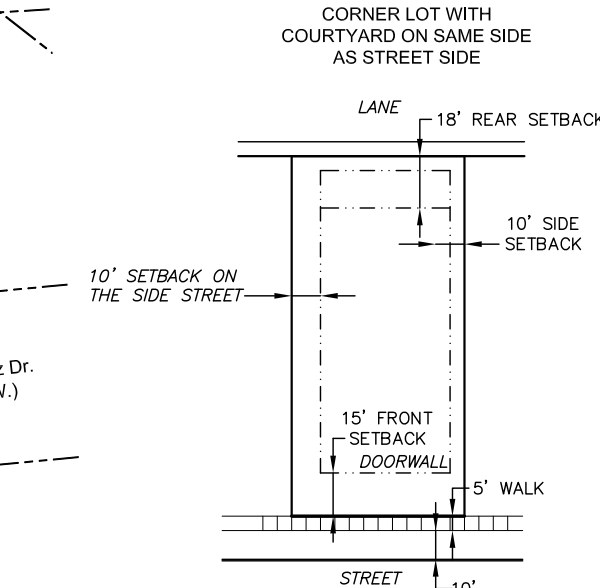 CORNER LOT WITH
COURTYARD ON SAME SIDE
AS STREET SIDE
LANE
18' REAR SETBACK
10' SIDE
SETBACK
10' SETBACK ON
THE SIDE STREET
Dr.
15' FRONT
SETBACK
DOORWALL
5' WALK
STREET
10'